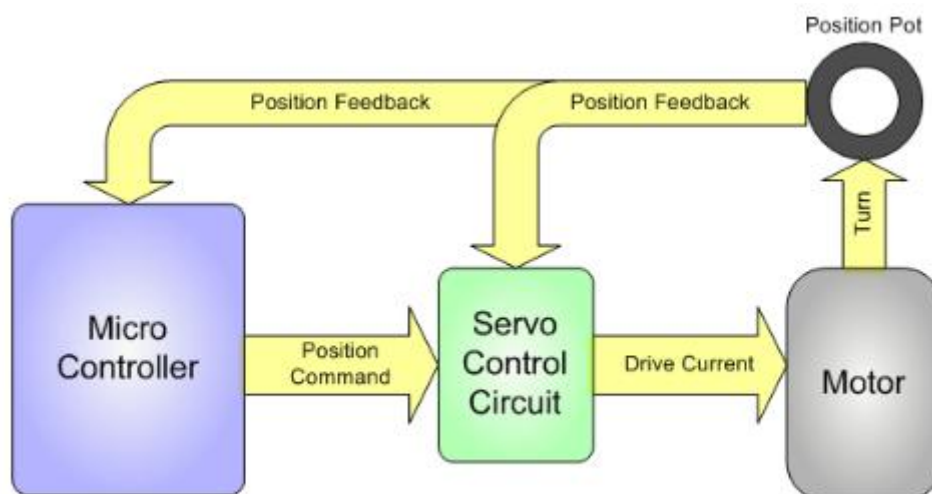 Position Pot
Position Feedback
Position Feedback
Turn
Micro
Controller
Position
Command
Servo
Control
Circuit
Drive Current
Motor